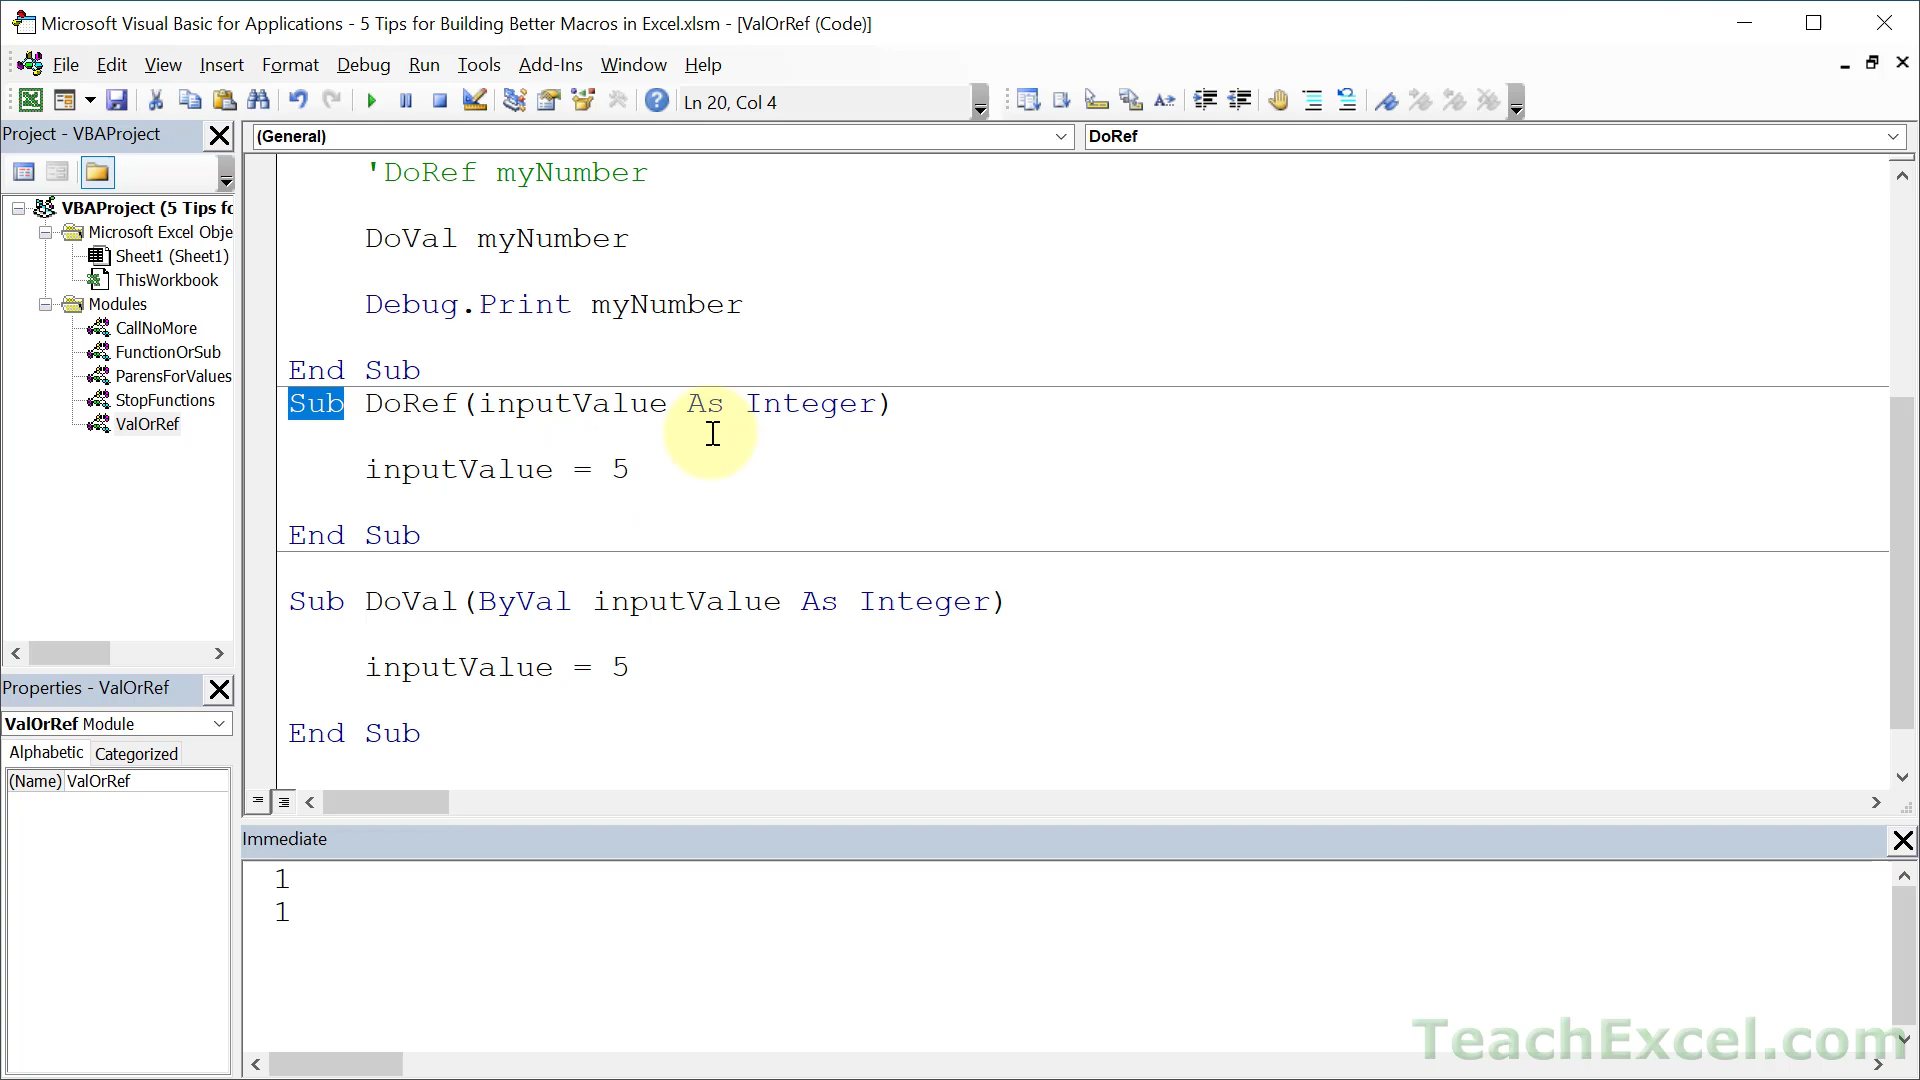 Microsoft Visual Basic for Applications - 5 Tips for Building Better Macros in Excel.xlsm - [ValOrRef (Code)]
File Edit View Insert Format Debug Run Tools Add-Ins Window Help
Ln 20, Col 4
Project - VBAProject
(General) DoRef
VBAProject (5 Tips fo
Microsoft Excel Obje
Sheet1 (Sheet1)
ThisWorkbook
Modules
CallNoMore
FunctionOrSub
ParensForValues
StopFunctions
ValOrRef
'DoRef myNumber
DoVal myNumber
Debug.Print myNumber
End Sub
Sub DoRef(inputValue As Integer)
inputValue = 5
End Sub
Sub DoVal(ByVal inputValue As Integer)
inputValue = 5
End Sub
Properties - ValOrRef
ValOrRef Module
Alphabetic Categorized
(Name) ValOrRef
Immediate
1
1
TeachExcel.com